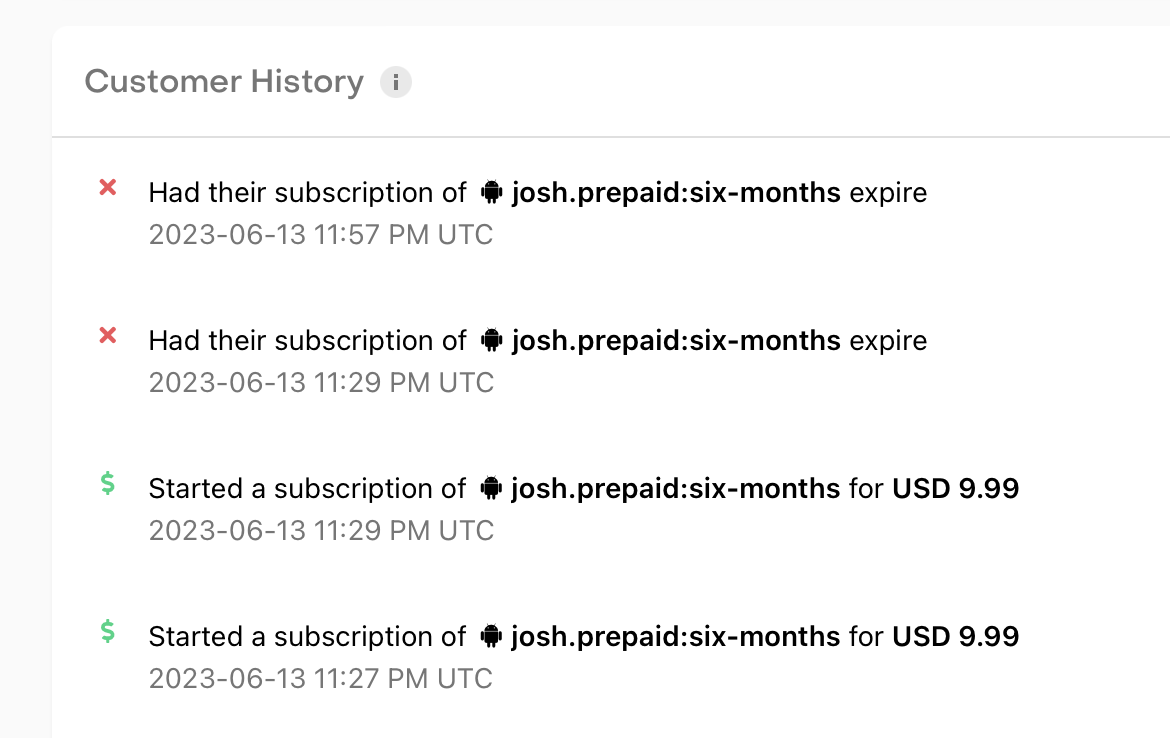 Customer History i
Had their subscription of josh.prepaid:six-months expire
2023-06-13 11:57 PM UTC
Had their subscription of josh.prepaid:six-months expire
2023-06-13 11:29 PM UTC
$ Started a subscription of josh.prepaid:six-months for USD 9.99
2023-06-13 11:29 PM UTC
$ Started a subscription of josh.prepaid:six-months for USD 9.99
2023-06-13 11:27 PM UTC